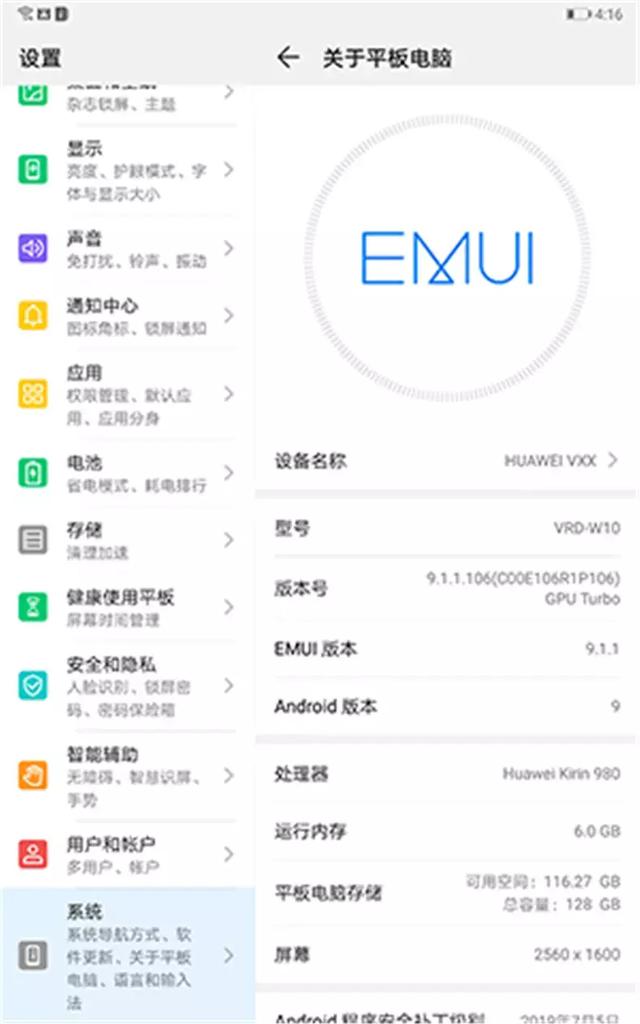 4:16
设置
杂志锁屏、主题
显示
亮度、护眼模式、字
体与显示大小
声音
免打扰、铃声、振动
通知中心
图标角标、锁屏通知
应用
权限管理、默认应
用、应用分身
电池
省电模式、耗电排行
存储
清理加速
健康使用平板
屏幕时间管理
安全和隐私
人脸识别、锁屏密
码、密码保险箱
智能辅助
无障碍、智慧识屏、
手势
用户和帐户
多用户、帐户
系统
系统导航方式、软
件更新、关于平板
电脑、语言和输入
法
关于平板电脑
EMUI
设备名称 HUAWEI VXX
型号 VRD-W10
版本号 9.1.1.106(C00E106R1P106)
GPU Turbo
EMUI 版本 9.1.1
Android 版本 9
处理器 Huawei Kirin 980
运行内存 6.0 GB
平板电脑存储 可用空间：116.27 GB
总容量：128 GB
屏幕 2560 x 1600
Android 程序安全补丁级别 2019年7月5日